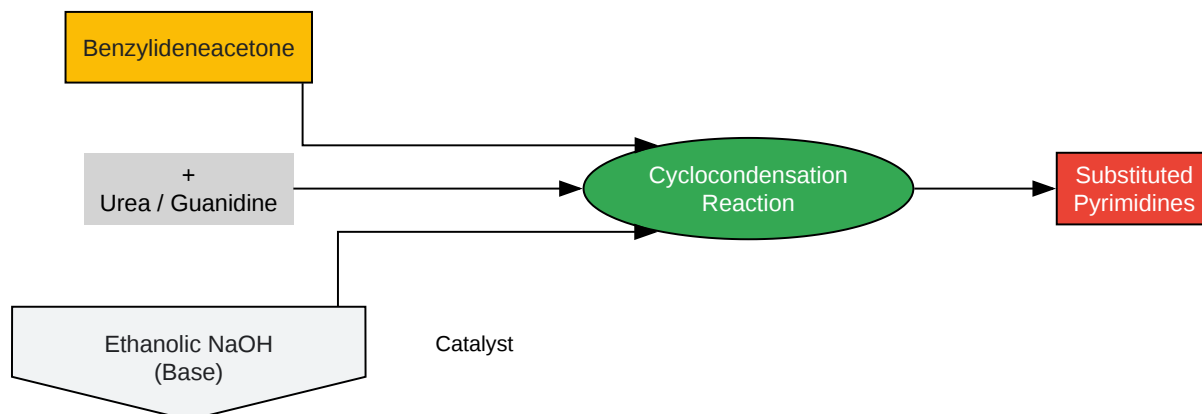 Benzylideneacetone
+
Urea / Guanidine
Cyclocondensation
Reaction
Substituted
Pyrimidines
Ethanolic NaOH
(Base)
Catalyst